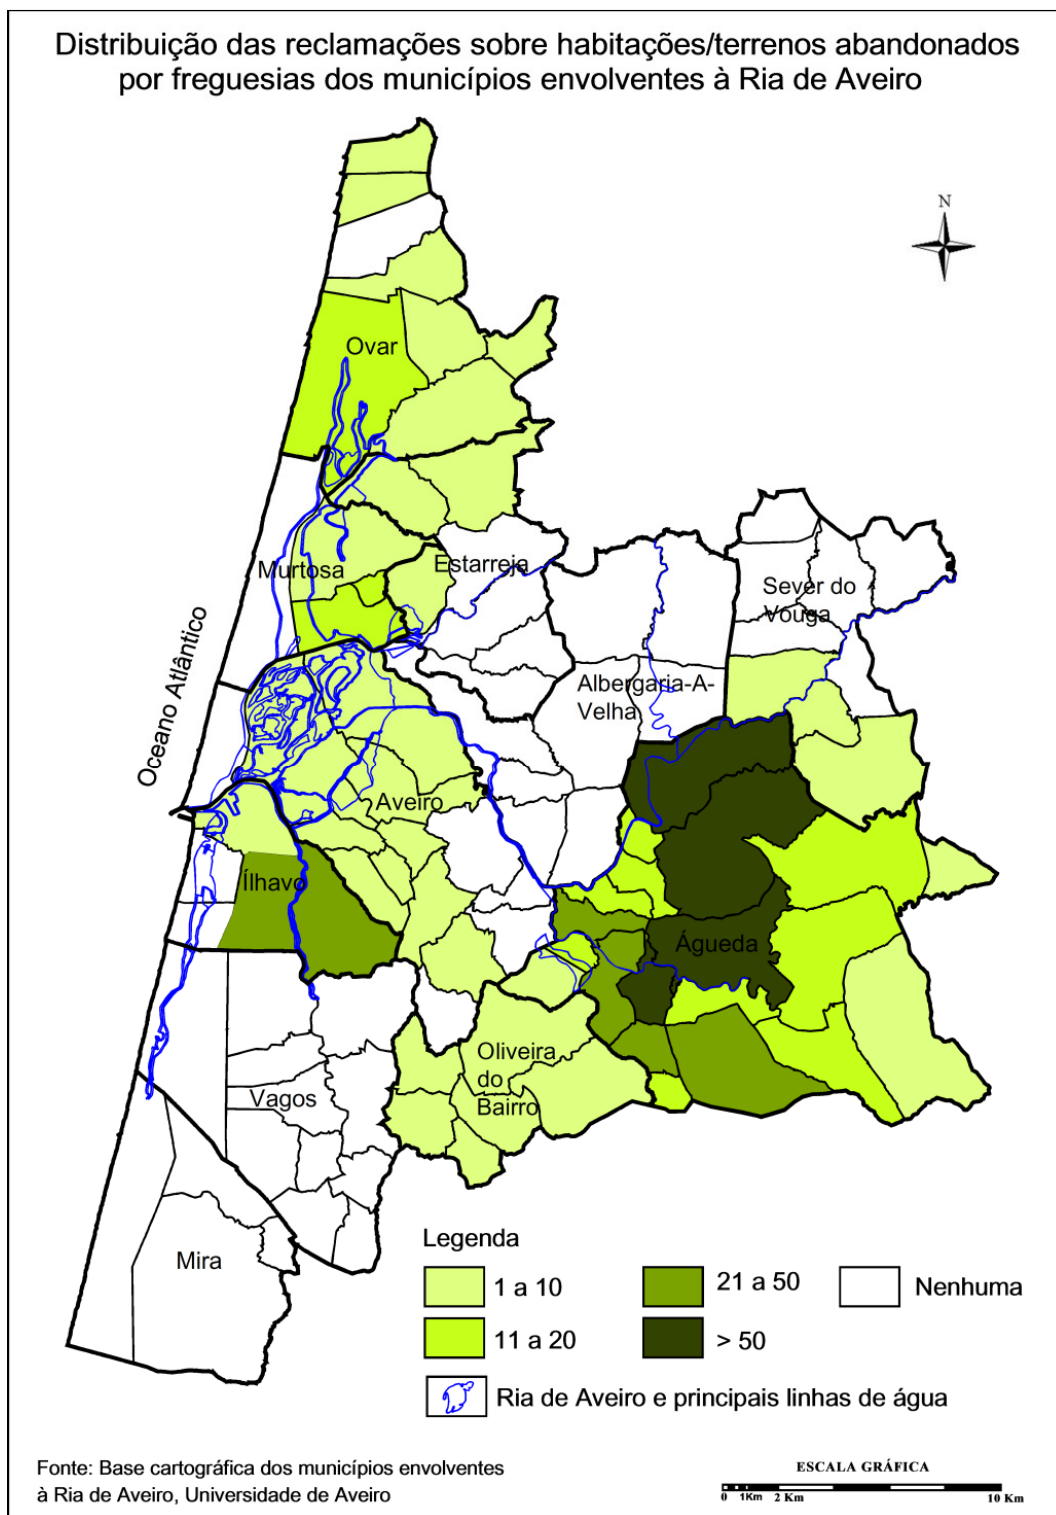 Distribuição das reclamações sobre habitações/terrenos abandonados
por freguesias dos municípios envolventes à Ria de Aveiro
N
Ovar
Murtosa
Estarreja
Sever do
Vouga
Oceano Atlântico
Albergaria-A-
Velha
Aveiro
Ílhavo
Águeda
Oliveira
do
Bairro
Vagos
Mira
Legenda
1 a 10
21 a 50
Nenhuma
11 a 20
> 50
Ria de Aveiro e principais linhas de água
Fonte: Base cartográfica dos municípios envolventes
à Ria de Aveiro, Universidade de Aveiro
ESCALA GRÁFICA
0 1Km 2 Km 10 Km